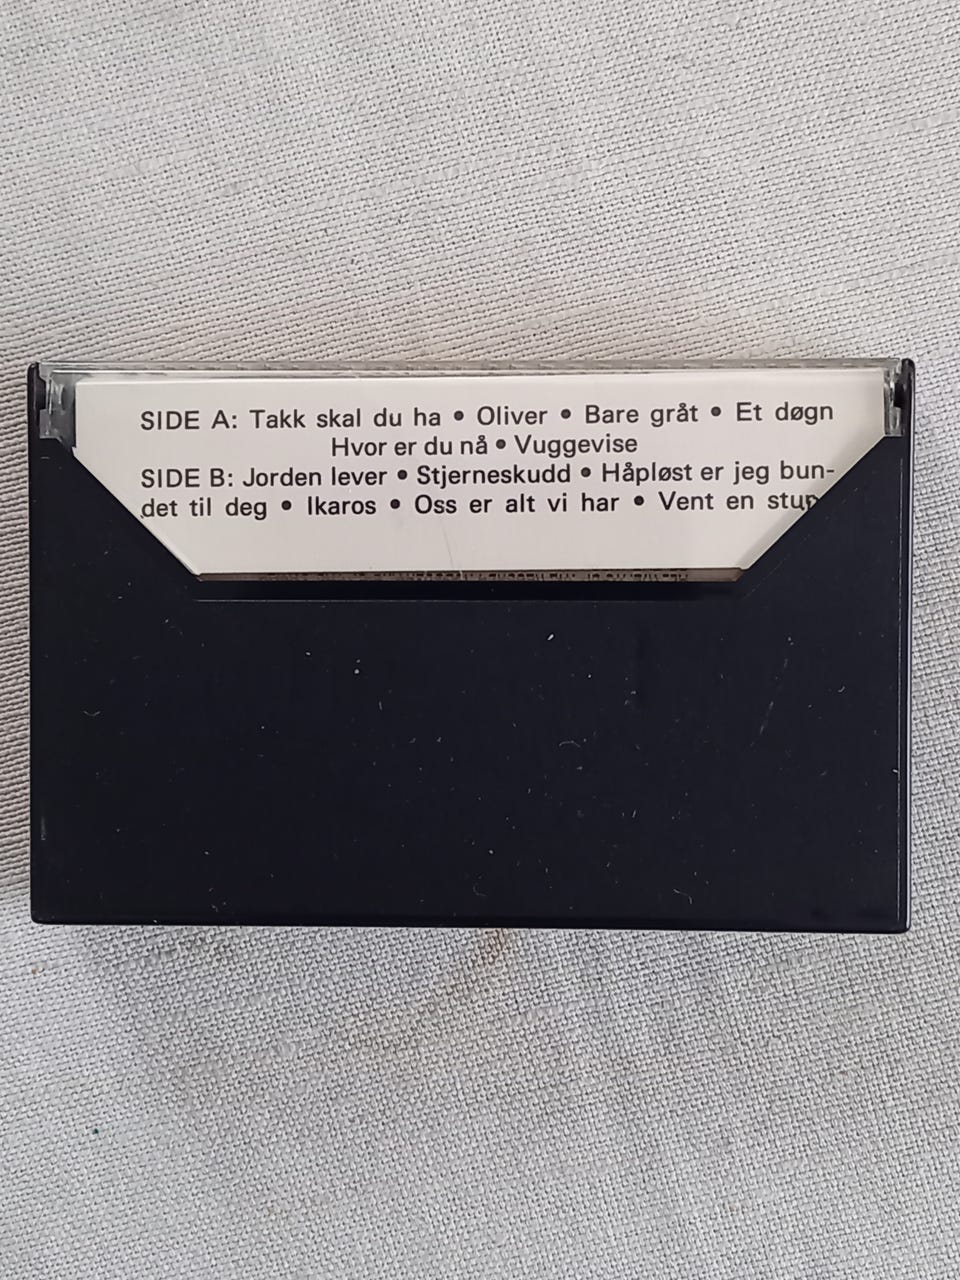 SIDE A: Takk skal du ha • Oliver • Bare gråt • Et døgn
Hvor er du nå • Vuggevise
SIDE B: Jorden lever • Stjerneskudd • Håpløst er jeg bun-
det til deg • Ikaros • Oss er alt vi har • Vent en